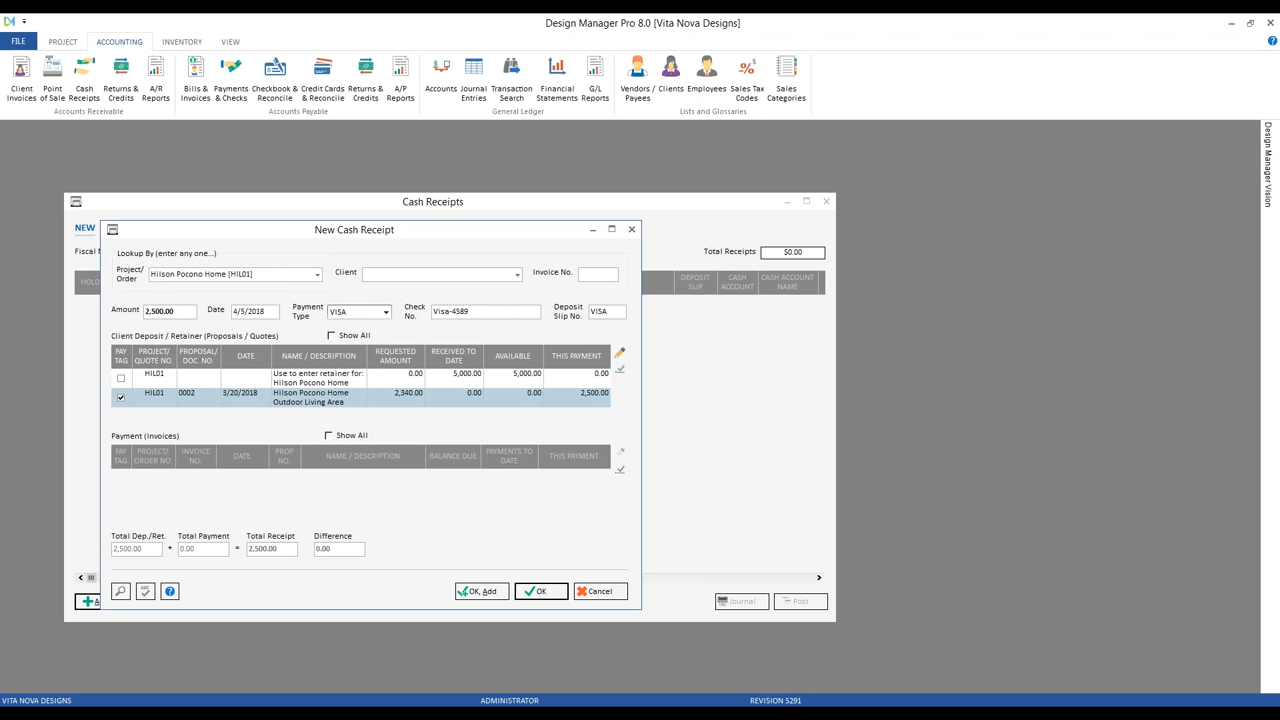 Design Manager Pro 8.0 [Vita Nova Designs]
FILE PROJECT ACCOUNTING INVENTORY VIEW
Client Invoices
Point of Sale
Cash Receipts
Returns & Credits
A/R Reports
Bills & Invoices
Payments & Checks
Checkbook & Reconcile
Credit Cards & Reconcile
Returns & Credits
A/P Reports
Accounts
Journal Entries
Transaction Search
Financial Statements
G/L Reports
Vendors / Payees
Clients
Employees
Sales Tax Codes
Sales Categories
Accounts Receivable
Accounts Payable
General Ledger
Lists and Glossaries
Design Manager Vision
Cash Receipts
NEW
Fiscal
Total Receipts $0.00
HOLD
DEPOSIT SLIP
CASH ACCOUNT
CASH ACCOUNT NAME
New Cash Receipt
Lookup By (enter any one...)
Project/ Order Hilson Pocono Home [HIL01] Client Invoice No.
Amount 2,500.00 Date 4/5/2018 Payment Type VISA Check No. Visa-4589 Deposit Slip No. VISA
Client Deposit / Retainer (Proposals / Quotes) Show All
PAY TAG
PROJECT/ QUOTE NO.
PROPOSAL/ DOC. NO.
DATE
NAME / DESCRIPTION
REQUESTED AMOUNT
RECEIVED TO DATE
AVAILABLE
THIS PAYMENT
HIL01 Use to enter retainer for: 0.00 5,000.00 5,000.00 0.00
Hilson Pocono Home
HIL01 0002 3/20/2018 Hilson Pocono Home 2,340.00 0.00 0.00 2,500.00
Outdoor Living Area
Payment (Invoices) Show All
PAY TAG
PROJECT/ ORDER NO.
INVOICE NO.
DATE
PROP NO.
NAME / DESCRIPTION
BALANCE DUE
PAYMENTS TO DATE
THIS PAYMENT
Total Dep./Ret. Total Payment Total Receipt Difference
2,500.00 + 0.00 = 2,500.00 0.00
OK, Add OK Cancel
Journal Post
VITA NOVA DESIGNS ADMINISTRATOR REVISION 5291